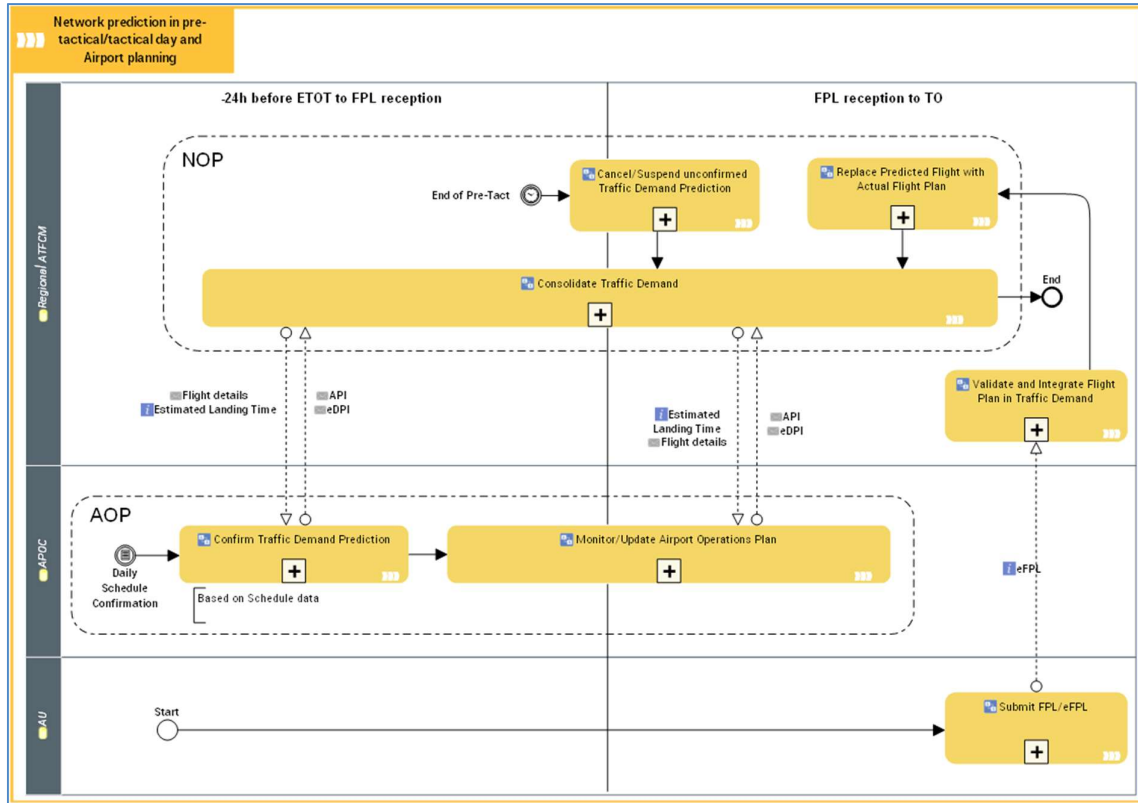 Network prediction in pre-
tactical/tactical day and
Airport planning
-24h before ETOT to FPL reception
FPL reception to TO
Regional ATFCM
NOP
End of Pre-Tact
Cancel/Suspend unconfirmed
Traffic Demand Prediction
Replace Predicted Flight with
Actual Flight Plan
Consolidate Traffic Demand
End
Flight details
Estimated Landing Time
API
eDPI
Estimated
Landing Time
Flight details
API
eDPI
Validate and Integrate Flight
Plan in Traffic Demand
APOC
AOP
Daily
Schedule
Confirmation
Confirm Traffic Demand Prediction
Based on Schedule data
Monitor/Update Airport Operations Plan
eFPL
AU
Start
Submit FPL/eFPL